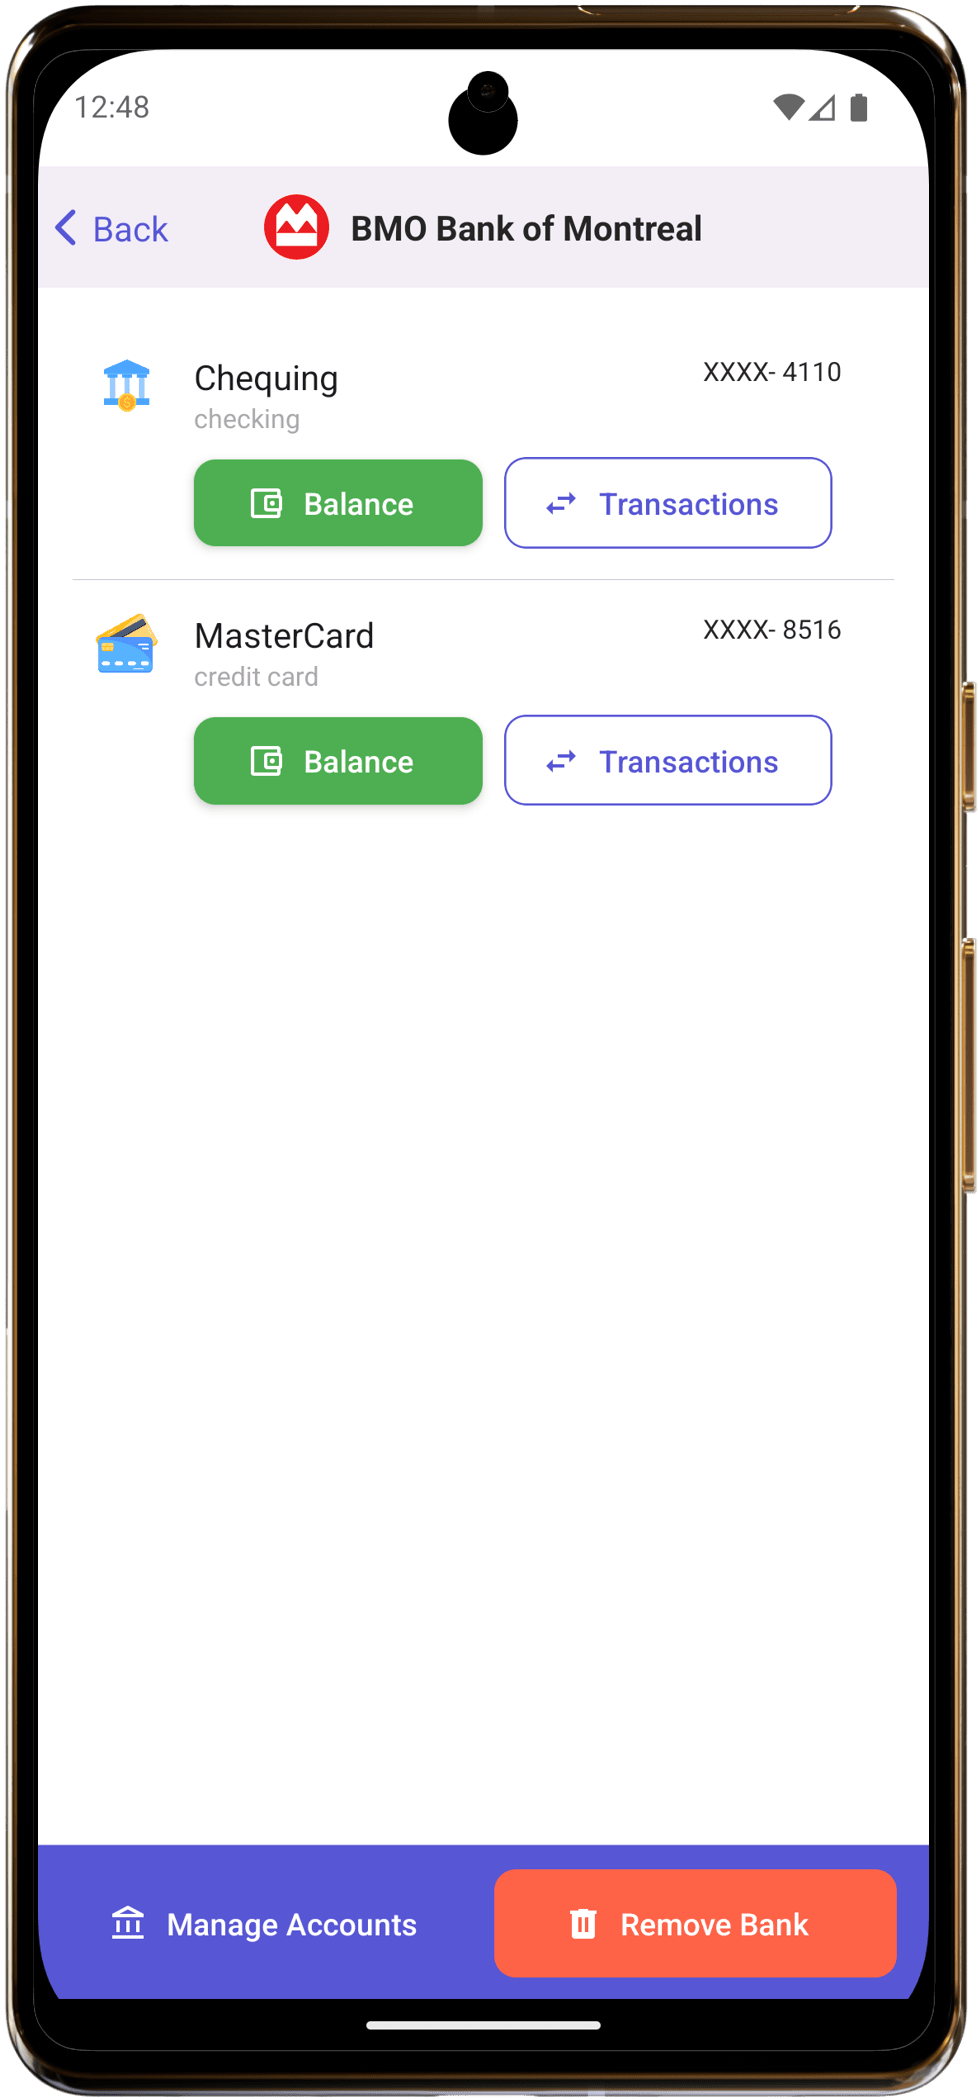 12:48
Back
BMO Bank of Montreal
Chequing
XXXX- 4110
checking
Balance
Transactions
MasterCard
XXXX- 8516
credit card
Balance
Transactions
Manage Accounts
Remove Bank